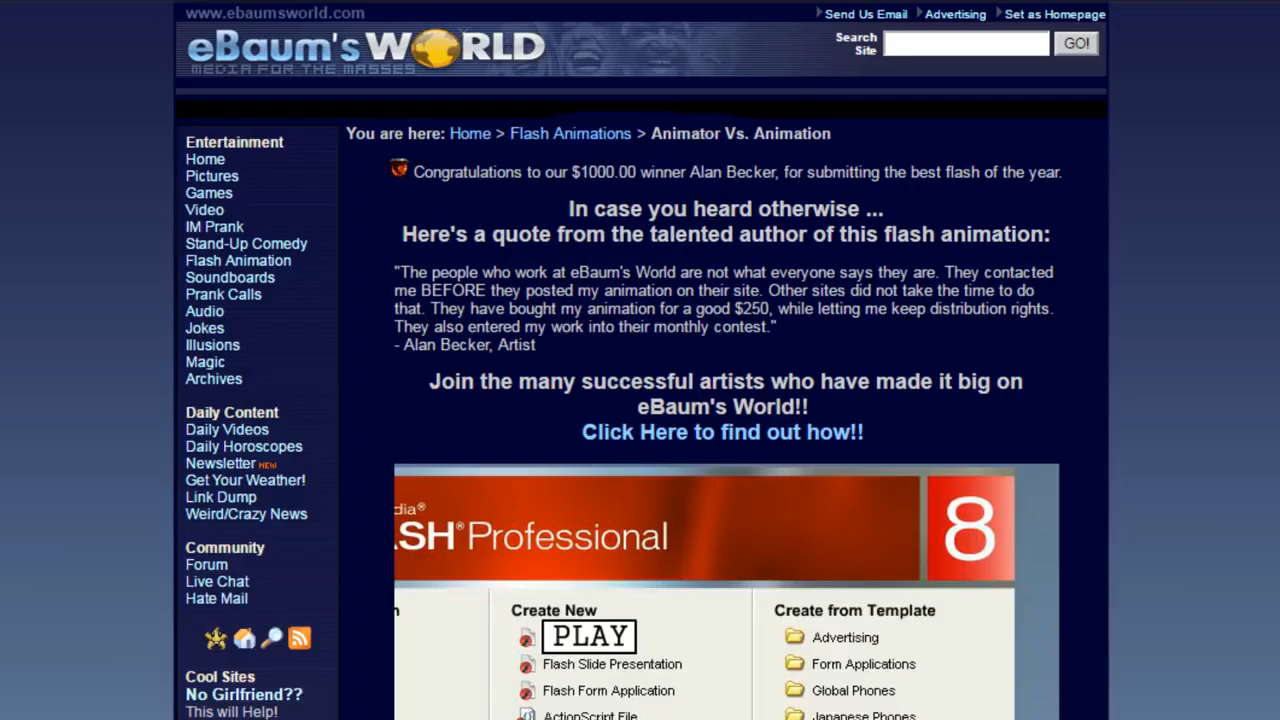 www.ebaumsworld.com
Send Us Email Advertising Set as Homepage
eBaum's WORLD
MEDIA FOR THE MASSES
Search Site
GO!
You are here: Home > Flash Animations > Animator Vs. Animation
Entertainment
Home
Pictures
Games
Video
IM Prank
Stand-Up Comedy
Flash Animation
Soundboards
Prank Calls
Audio
Jokes
Illusions
Magic
Archives
Daily Content
Daily Videos
Daily Horoscopes
Newsletter NEW
Get Your Weather!
Link Dump
Weird/Crazy News
Community
Forum
Live Chat
Hate Mail
Cool Sites
No Girlfriend??
This will Help!
Congratulations to our $1000.00 winner Alan Becker, for submitting the best flash of the year.
In case you heard otherwise ...
Here's a quote from the talented author of this flash animation:
"The people who work at eBaum's World are not what everyone says they are. They contacted
me BEFORE they posted my animation on their site. Other sites did not take the time to do
that. They have bought my animation for a good $250, while letting me keep distribution rights.
They also entered my work into their monthly contest."
- Alan Becker, Artist
Join the many successful artists who have made it big on
eBaum's World!!
Click Here to find out how!!
dia®
ASH® Professional
8
n
Create New
PLAY
Flash Slide Presentation
Flash Form Application
ActionScript File
Create from Template
Advertising
Form Applications
Global Phones
Japanese Phones